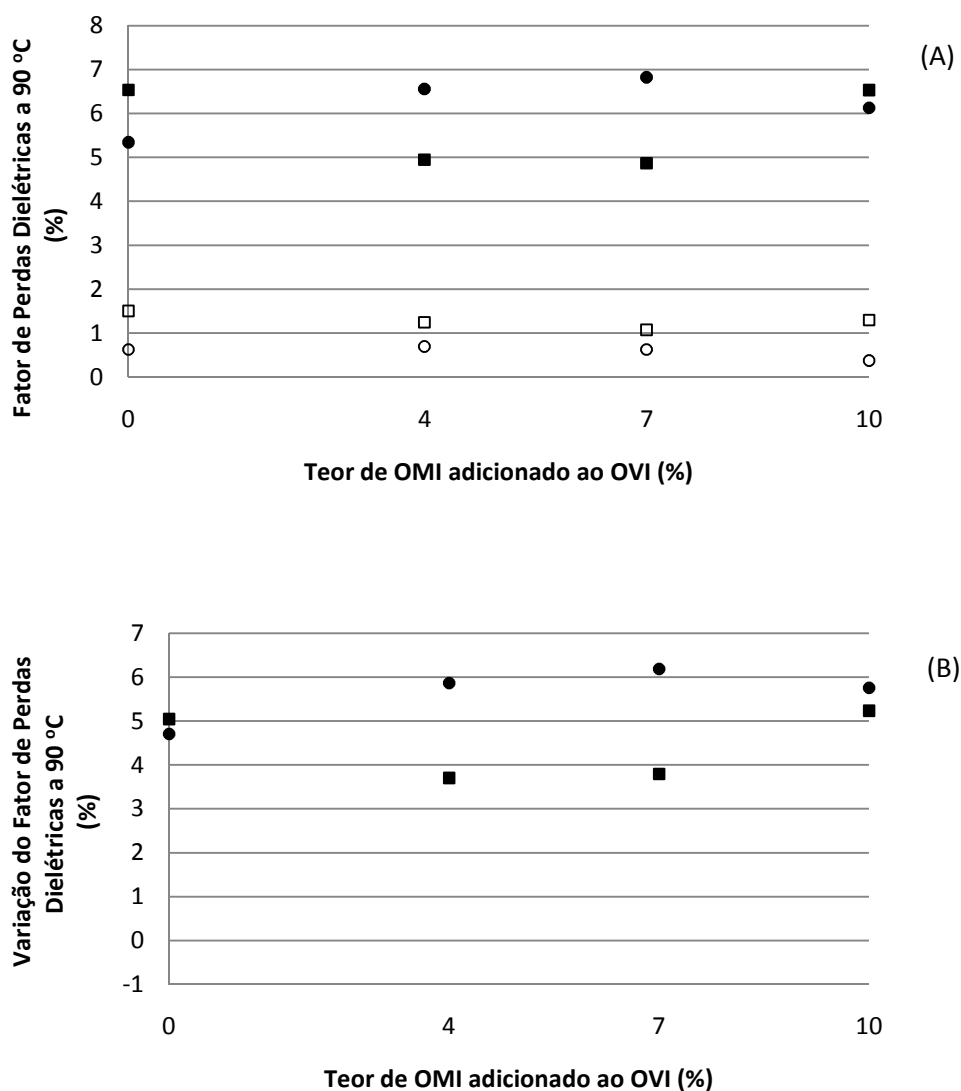 8
7
6
5
4
3
2
1
0
Fator de Perdas Dielétricas a 90 ºC
(%)
(A)
0 4 7 10
Teor de OMI adicionado ao OVI (%)
7
6
5
4
3
2
1
0
-1
Variação do Fator de Perdas
Dielétricas a 90 ºC
(%)
(B)
0 4 7 10
Teor de OMI adicionado ao OVI (%)